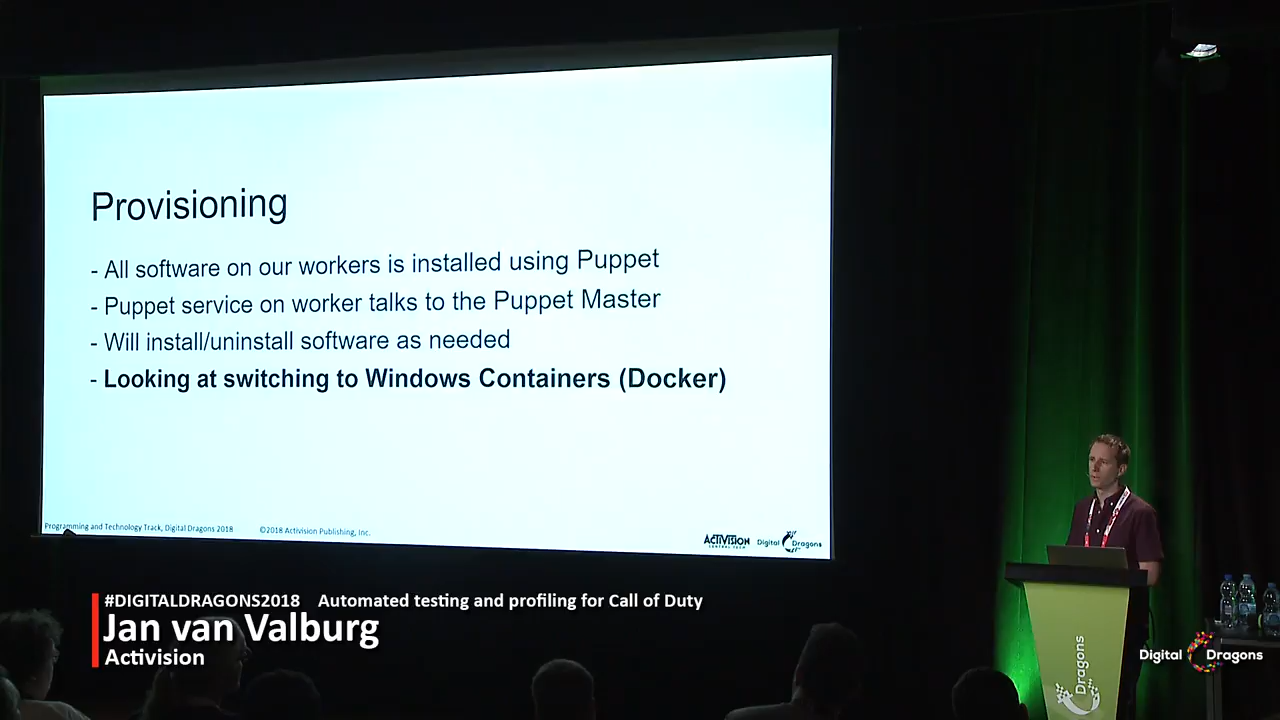 Provisioning
- All software on our workers is installed using Puppet
- Puppet service on worker talks to the Puppet Master
- Will install/uninstall software as needed
- Looking at switching to Windows Containers (Docker)
Programming and Technology Track, Digital Dragons 2018 ©2018 Activision Publishing, Inc.
ACTIVISION
CENTRAL TECH
Digital Dragons
#DIGITALDRAGONS2018 Automated testing and profiling for Call of Duty
Jan van Valburg
Activision
Dragons
Digital Dragons